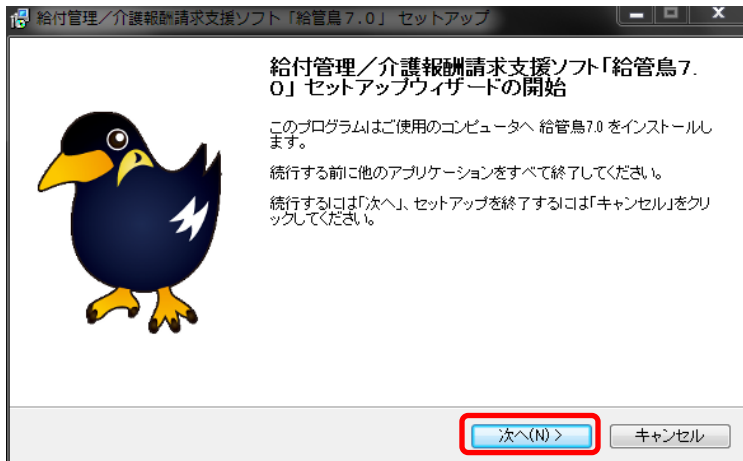 給付管理／介護報酬請求支援ソフト「給管鳥７.０」 セットアップ
給付管理／介護報酬請求支援ソフト「給管鳥7.
0」 セットアップウィザードの開始
このプログラムはご使用のコンピュータへ 給管鳥7.0 をインストールし
ます。
続行する前に他のアプリケーションをすべて終了してください。
続行するには「次へ」、セットアップを終了するには「キャンセル」をクリ
ックしてください。
次へ(N) >
キャンセル